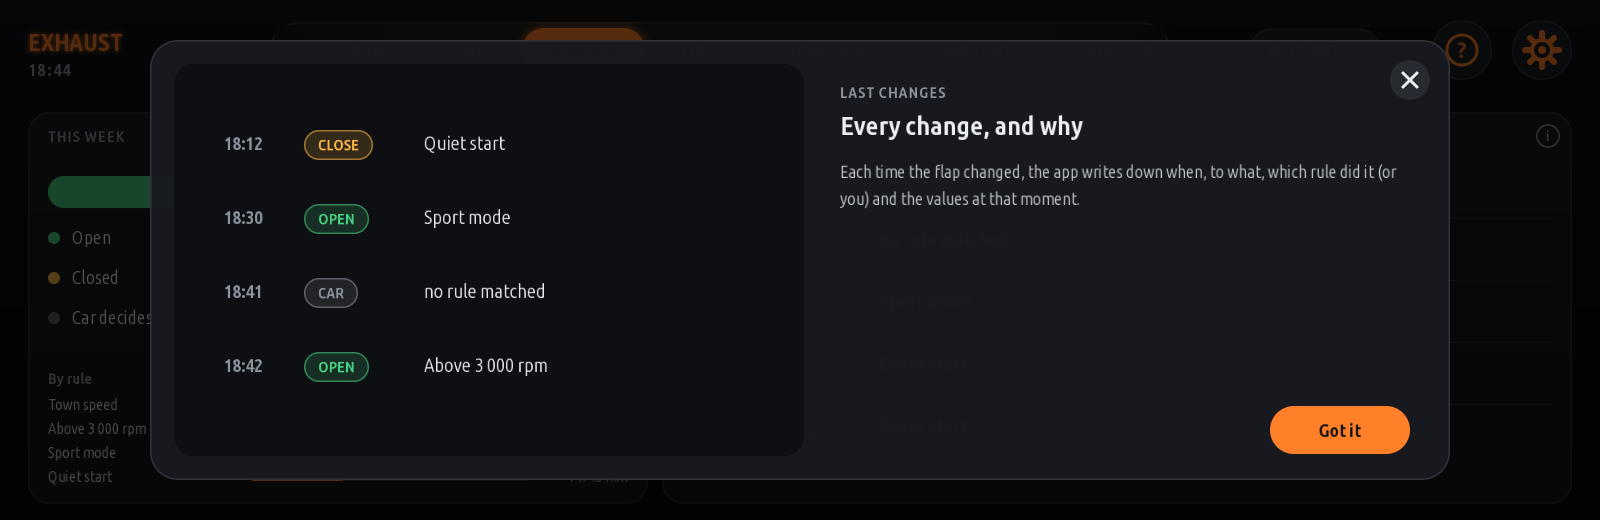 EXHAUST
18:44
?
THIS WEEK
i
Open
Closed
Car decides
By rule
Town speed
Above 3 000 rpm
Sport mode
Quiet start
18:12 CLOSE Quiet start
18:30 OPEN Sport mode
18:41 CAR no rule matched
18:42 OPEN Above 3 000 rpm
LAST CHANGES
Every change, and why
Each time the flap changed, the app writes down when, to what, which rule did it (or
you) and the values at that moment.
Got it